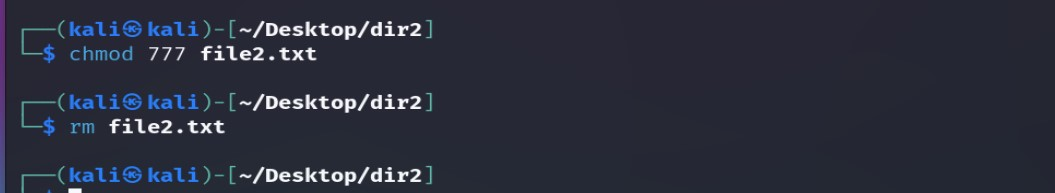 ┌──(kali㉿kali)-[~/Desktop/dir2]
└─$ chmod 777 file2.txt
┌──(kali㉿kali)-[~/Desktop/dir2]
└─$ rm file2.txt
┌──(kali㉿kali)-[~/Desktop/dir2]
└─$